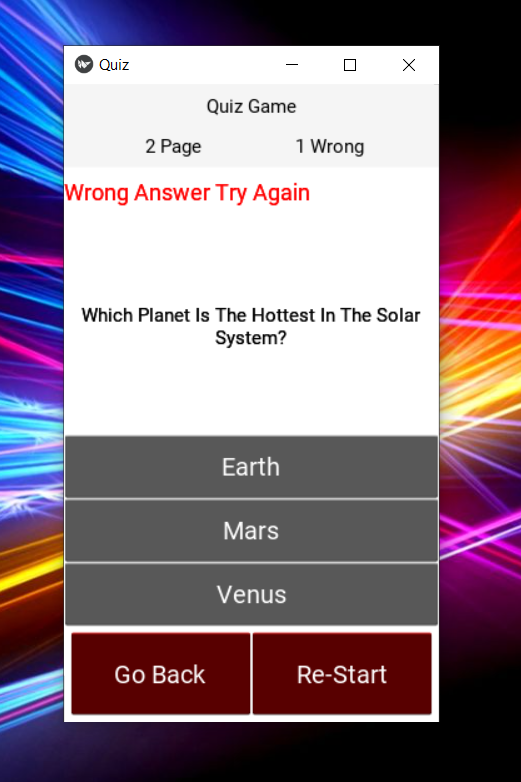 Quiz
Quiz Game
2 Page 1 Wrong
Wrong Answer Try Again
Which Planet Is The Hottest In The Solar
System?
Earth
Mars
Venus
Go Back Re-Start